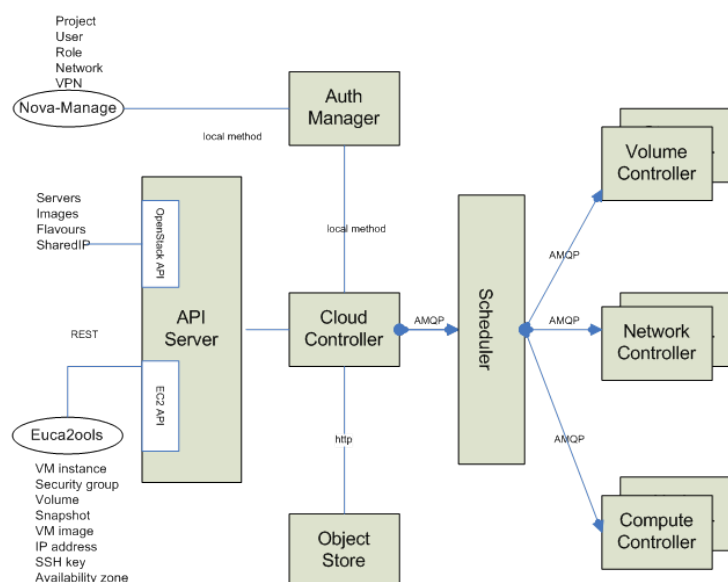 Project
User
Role
Network
VPN
Nova-Manage
Auth
Manager
local method
local method
Servers
Images
Flavours
SharedIP
OpenStack API
API
Server
REST
EC2 API
Euca2ools
VM instance
Security group
Volume
Snapshot
VM image
IP address
SSH key
Availability zone
Cloud
Controller
AMQP
Scheduler
http
Object
Store
AMQP
AMQP
AMQP
Volume
Controller
Network
Controller
Compute
Controller